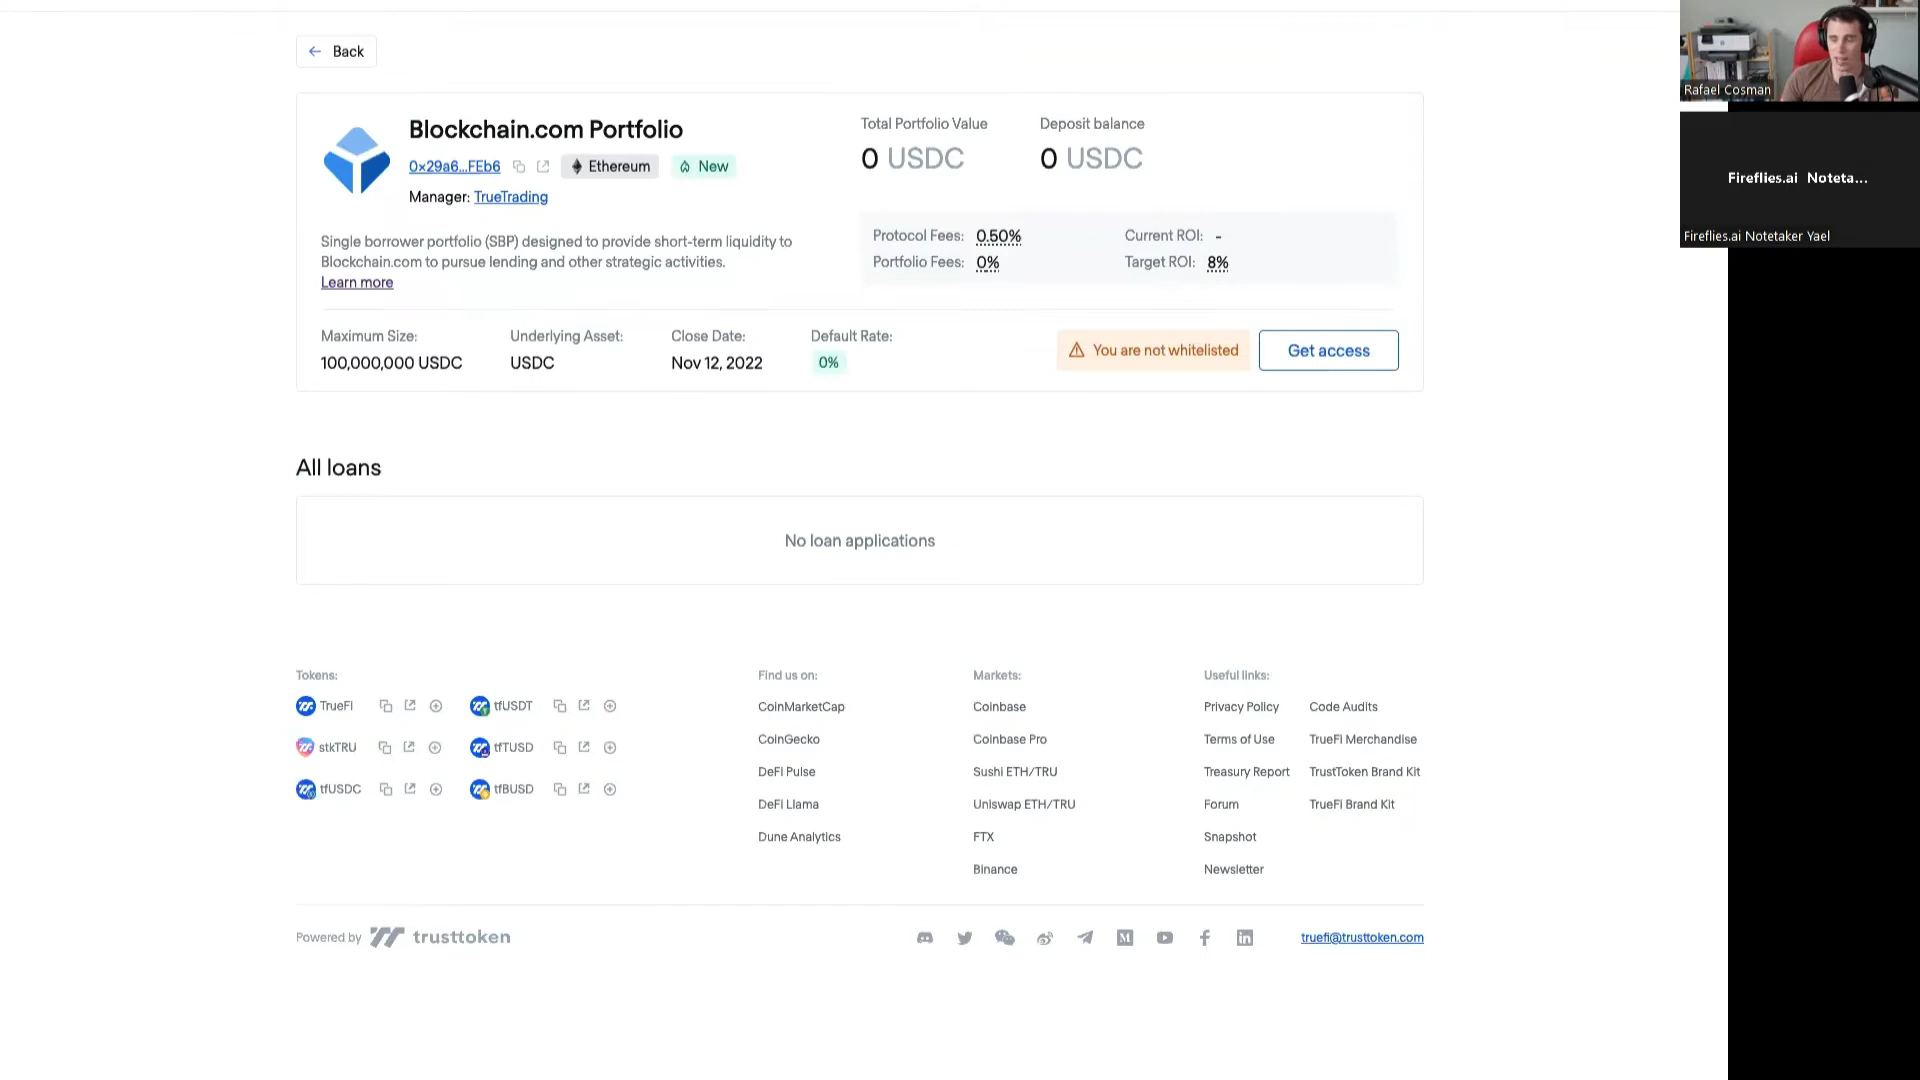 Back
Blockchain.com Portfolio
0x29a6...FEb6
Ethereum
New
Manager: TrueTrading
Single borrower portfolio (SBP) designed to provide short-term liquidity to
Blockchain.com to pursue lending and other strategic activities.
Learn more
Total Portfolio Value
0 USDC
Deposit balance
0 USDC
Protocol Fees: 0.50%
Portfolio Fees: 0%
Current ROI: -
Target ROI: 8%
Maximum Size:
100,000,000 USDC
Underlying Asset:
USDC
Close Date:
Nov 12, 2022
Default Rate:
0%
You are not whitelisted
Get access
All loans
No loan applications
Tokens:
TrueFi
tfUSDT
stkTRU
tfTUSD
tfUSDC
tfBUSD
Find us on:
CoinMarketCap
CoinGecko
DeFi Pulse
DeFi Llama
Dune Analytics
Markets:
Coinbase
Coinbase Pro
Sushi ETH/TRU
Uniswap ETH/TRU
FTX
Binance
Useful links:
Privacy Policy
Terms of Use
Treasury Report
Forum
Snapshot
Newsletter
Code Audits
TrueFi Merchandise
TrustToken Brand Kit
TrueFi Brand Kit
Powered by trusttoken
truefi@trusttoken.com
Rafael Cosman
Fireflies.ai Noteta...
Fireflies.ai Notetaker Yael